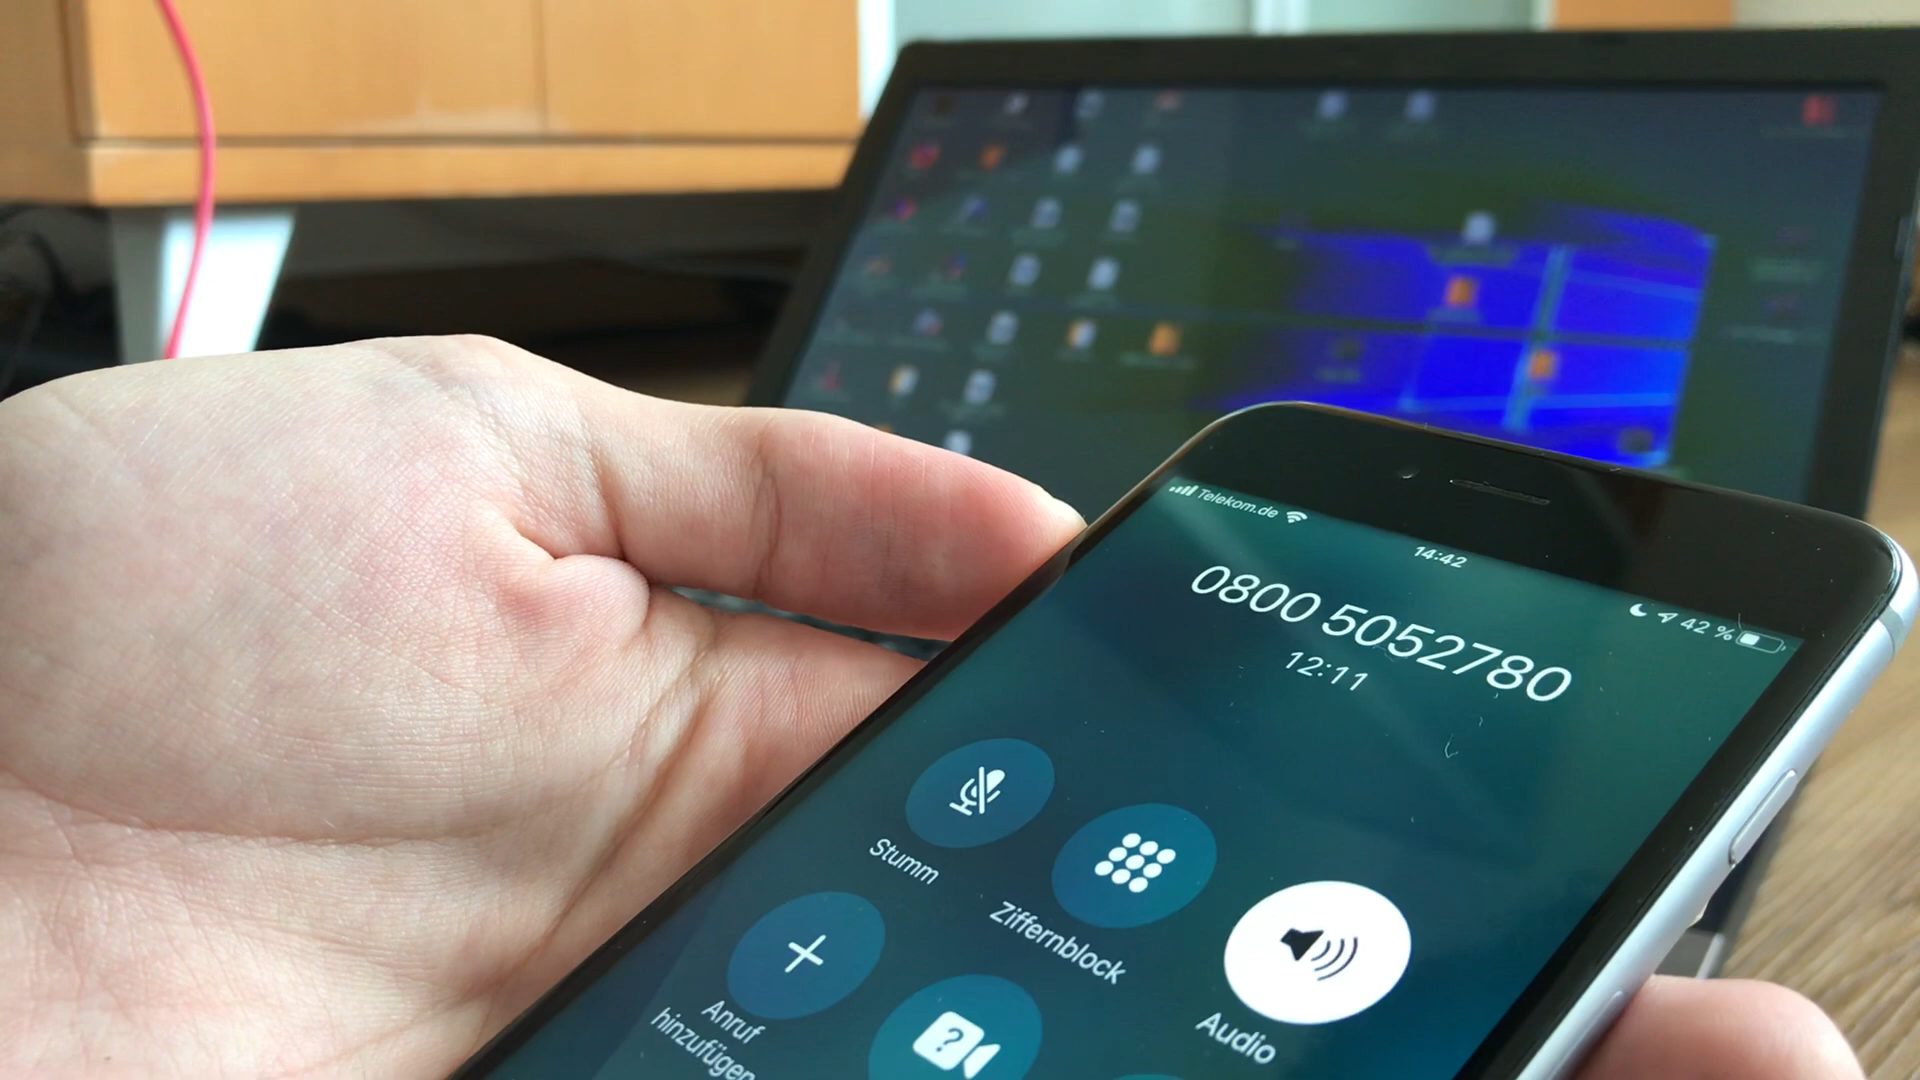 Telekom.de
14:42
42 %
0800 5052780
12:11
Stumm
Ziffernblock
Audio
Anruf
hinzufügen